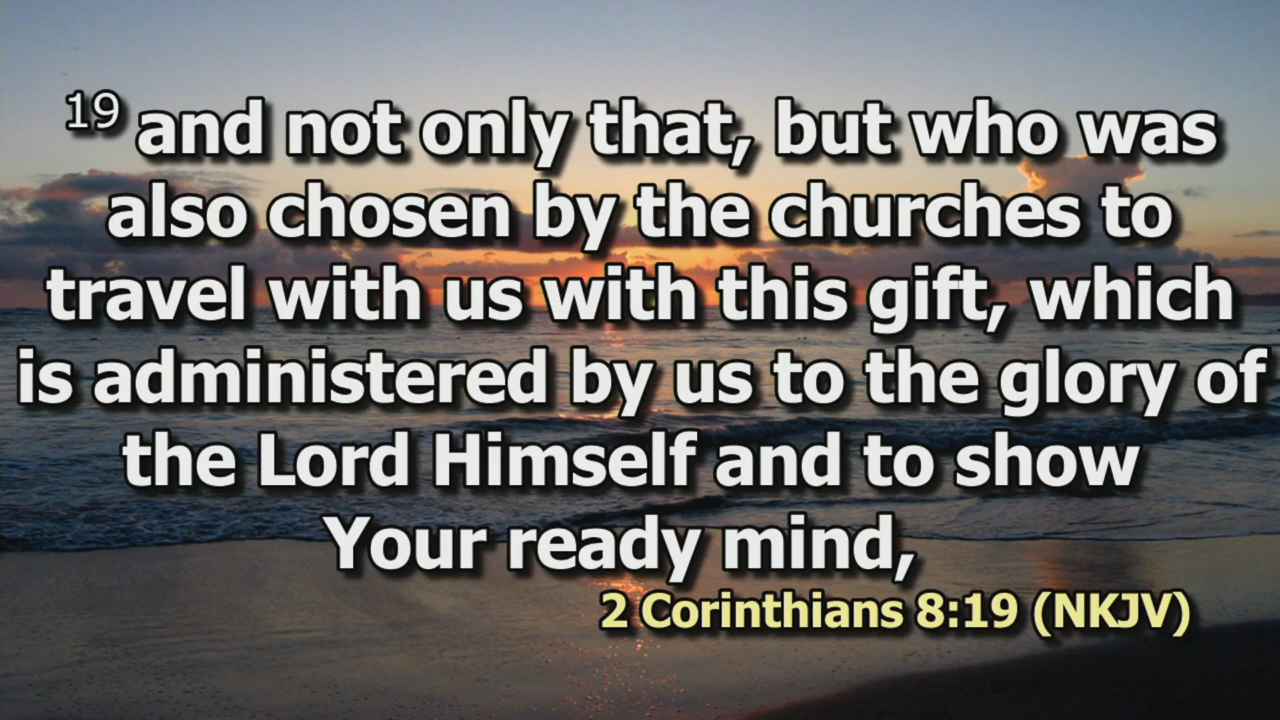 19 and not only that, but who was
also chosen by the churches to
travel with us with this gift, which
is administered by us to the glory of
the Lord Himself and to show
Your ready mind,
2 Corinthians 8:19 (NKJV)